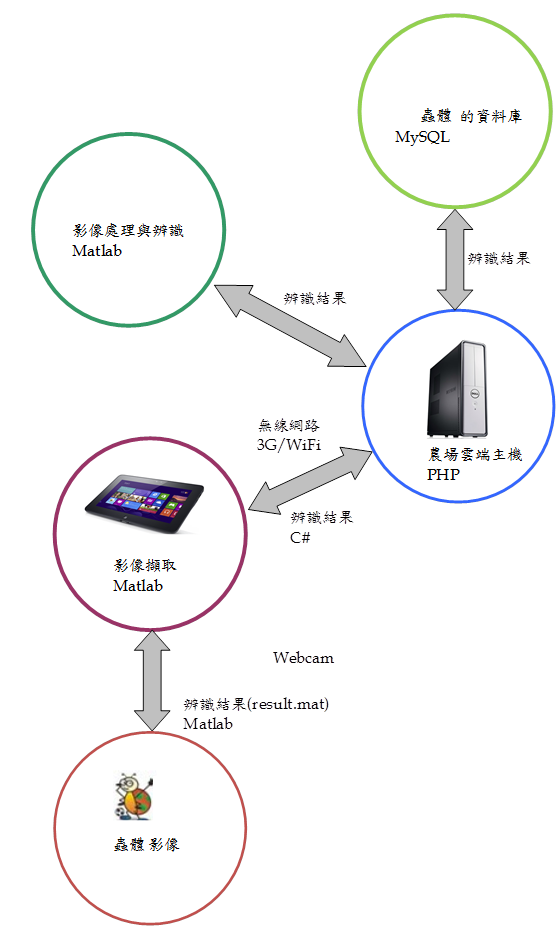 蟲體 的資料庫
MySQL
影像處理與辨識
Matlab
辨識結果
辨識結果
農場雲端主機
PHP
無線網路
3G/WiFi
辨識結果
C#
影像擷取
Matlab
Webcam
辨識結果(result.mat)
Matlab
蟲體 影像